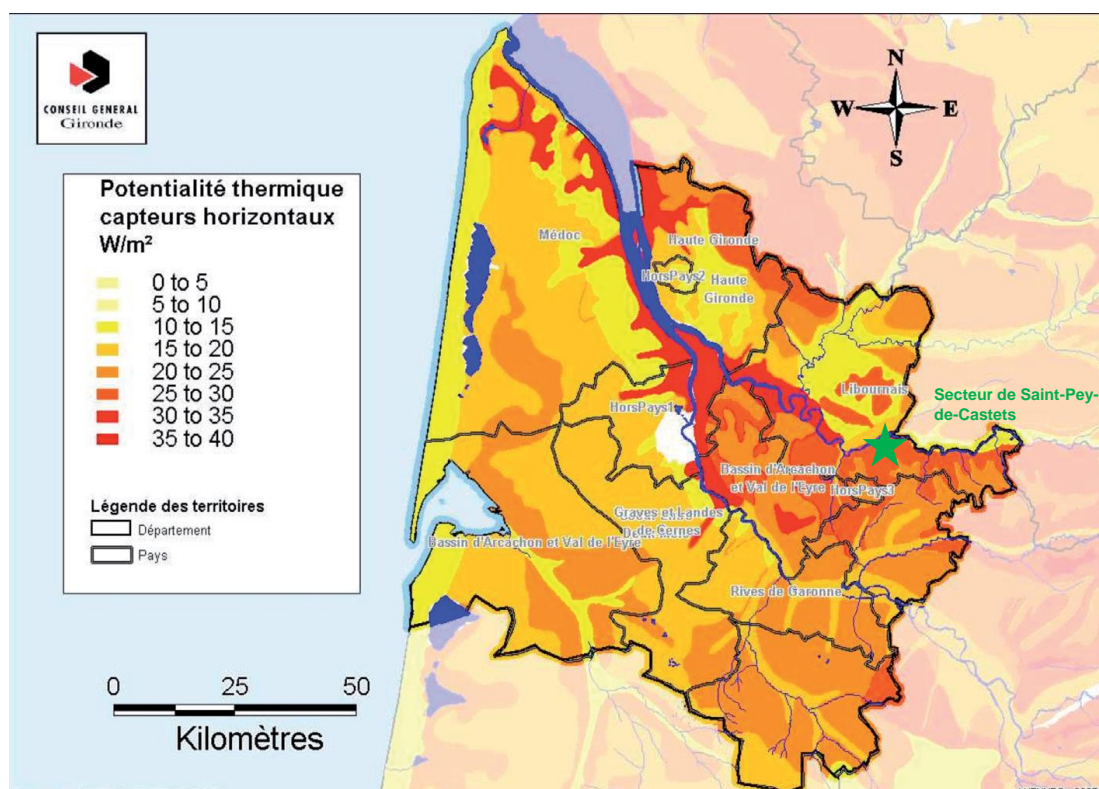 CONSEIL GENERAL
Gironde
N
W E
S
Potentialité thermique
capteurs horizontaux
W/m²
0 to 5
5 to 10
10 to 15
15 to 20
20 to 25
25 to 30
30 to 35
35 to 40
Légende des territoires
Département
Pays
0 25 50
Kilomètres
Médoc
Haute Gironde
HorsPays2
Haute
Gironde
Libournais
Secteur de Saint-Pey-
de-Castets
HorsPays1
Bassin d'Arcachon
et Val de l'Eyre
HorsPays3
Graves et Landes
de Cernes
Bassin d'Arcachon et Val de l'Eyre
Rives de Garonne